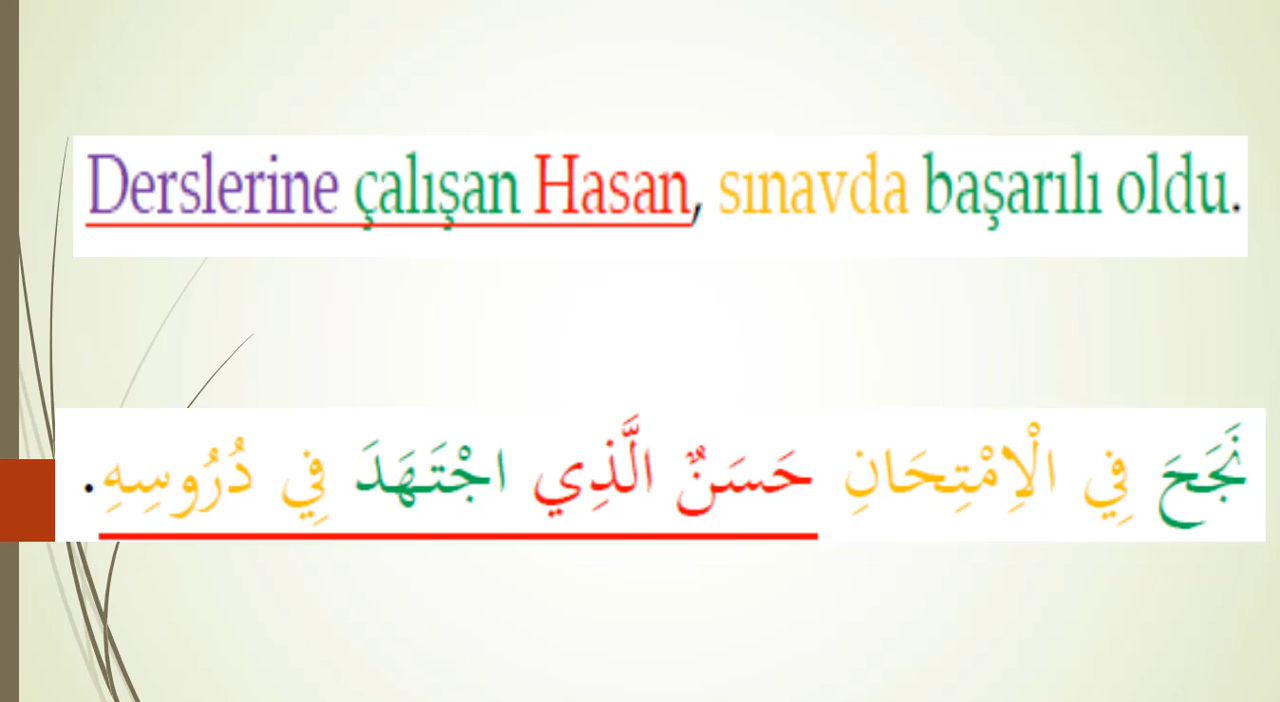 Derslerine çalışan Hasan, sınavda başarılı oldu.
نَجَحَ فِي الْاِمْتِحَانِ حَسَنٌ الَّذِي اجْتَهَدَ فِي دُرُوسِهِ.